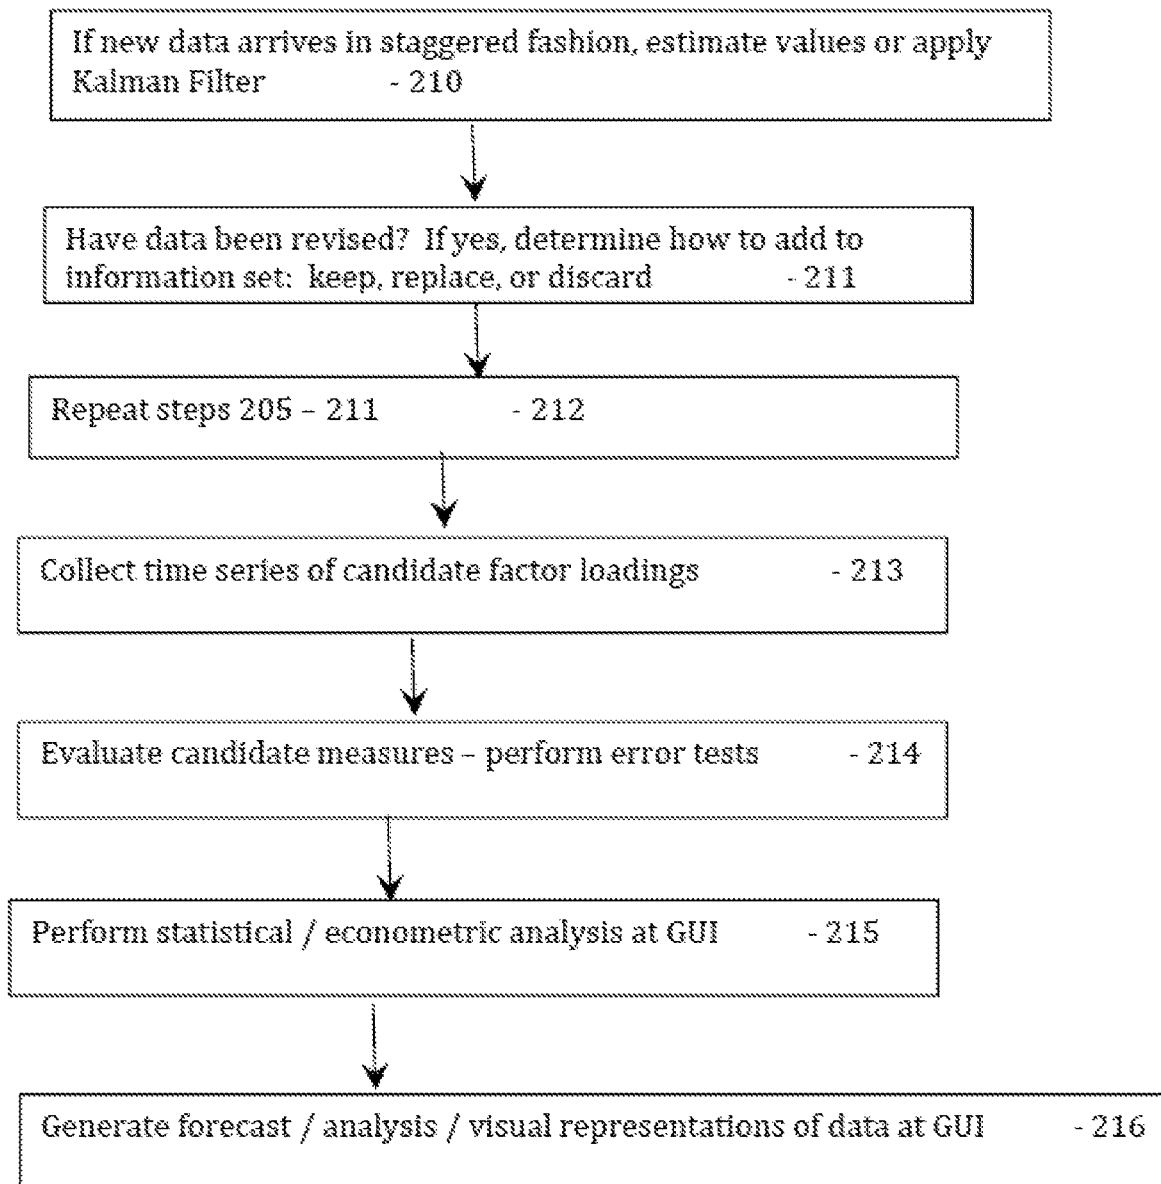 If new data arrives in staggered fashion, estimate values or apply
Kalman Filter - 210
Have data been revised? If yes, determine how to add to
information set: keep, replace, or discard - 211
Repeat steps 205 – 211 - 212
Collect time series of candidate factor loadings - 213
Evaluate candidate measures – perform error tests - 214
Perform statistical / econometric analysis at GUI - 215
Generate forecast / analysis / visual representations of data at GUI - 216